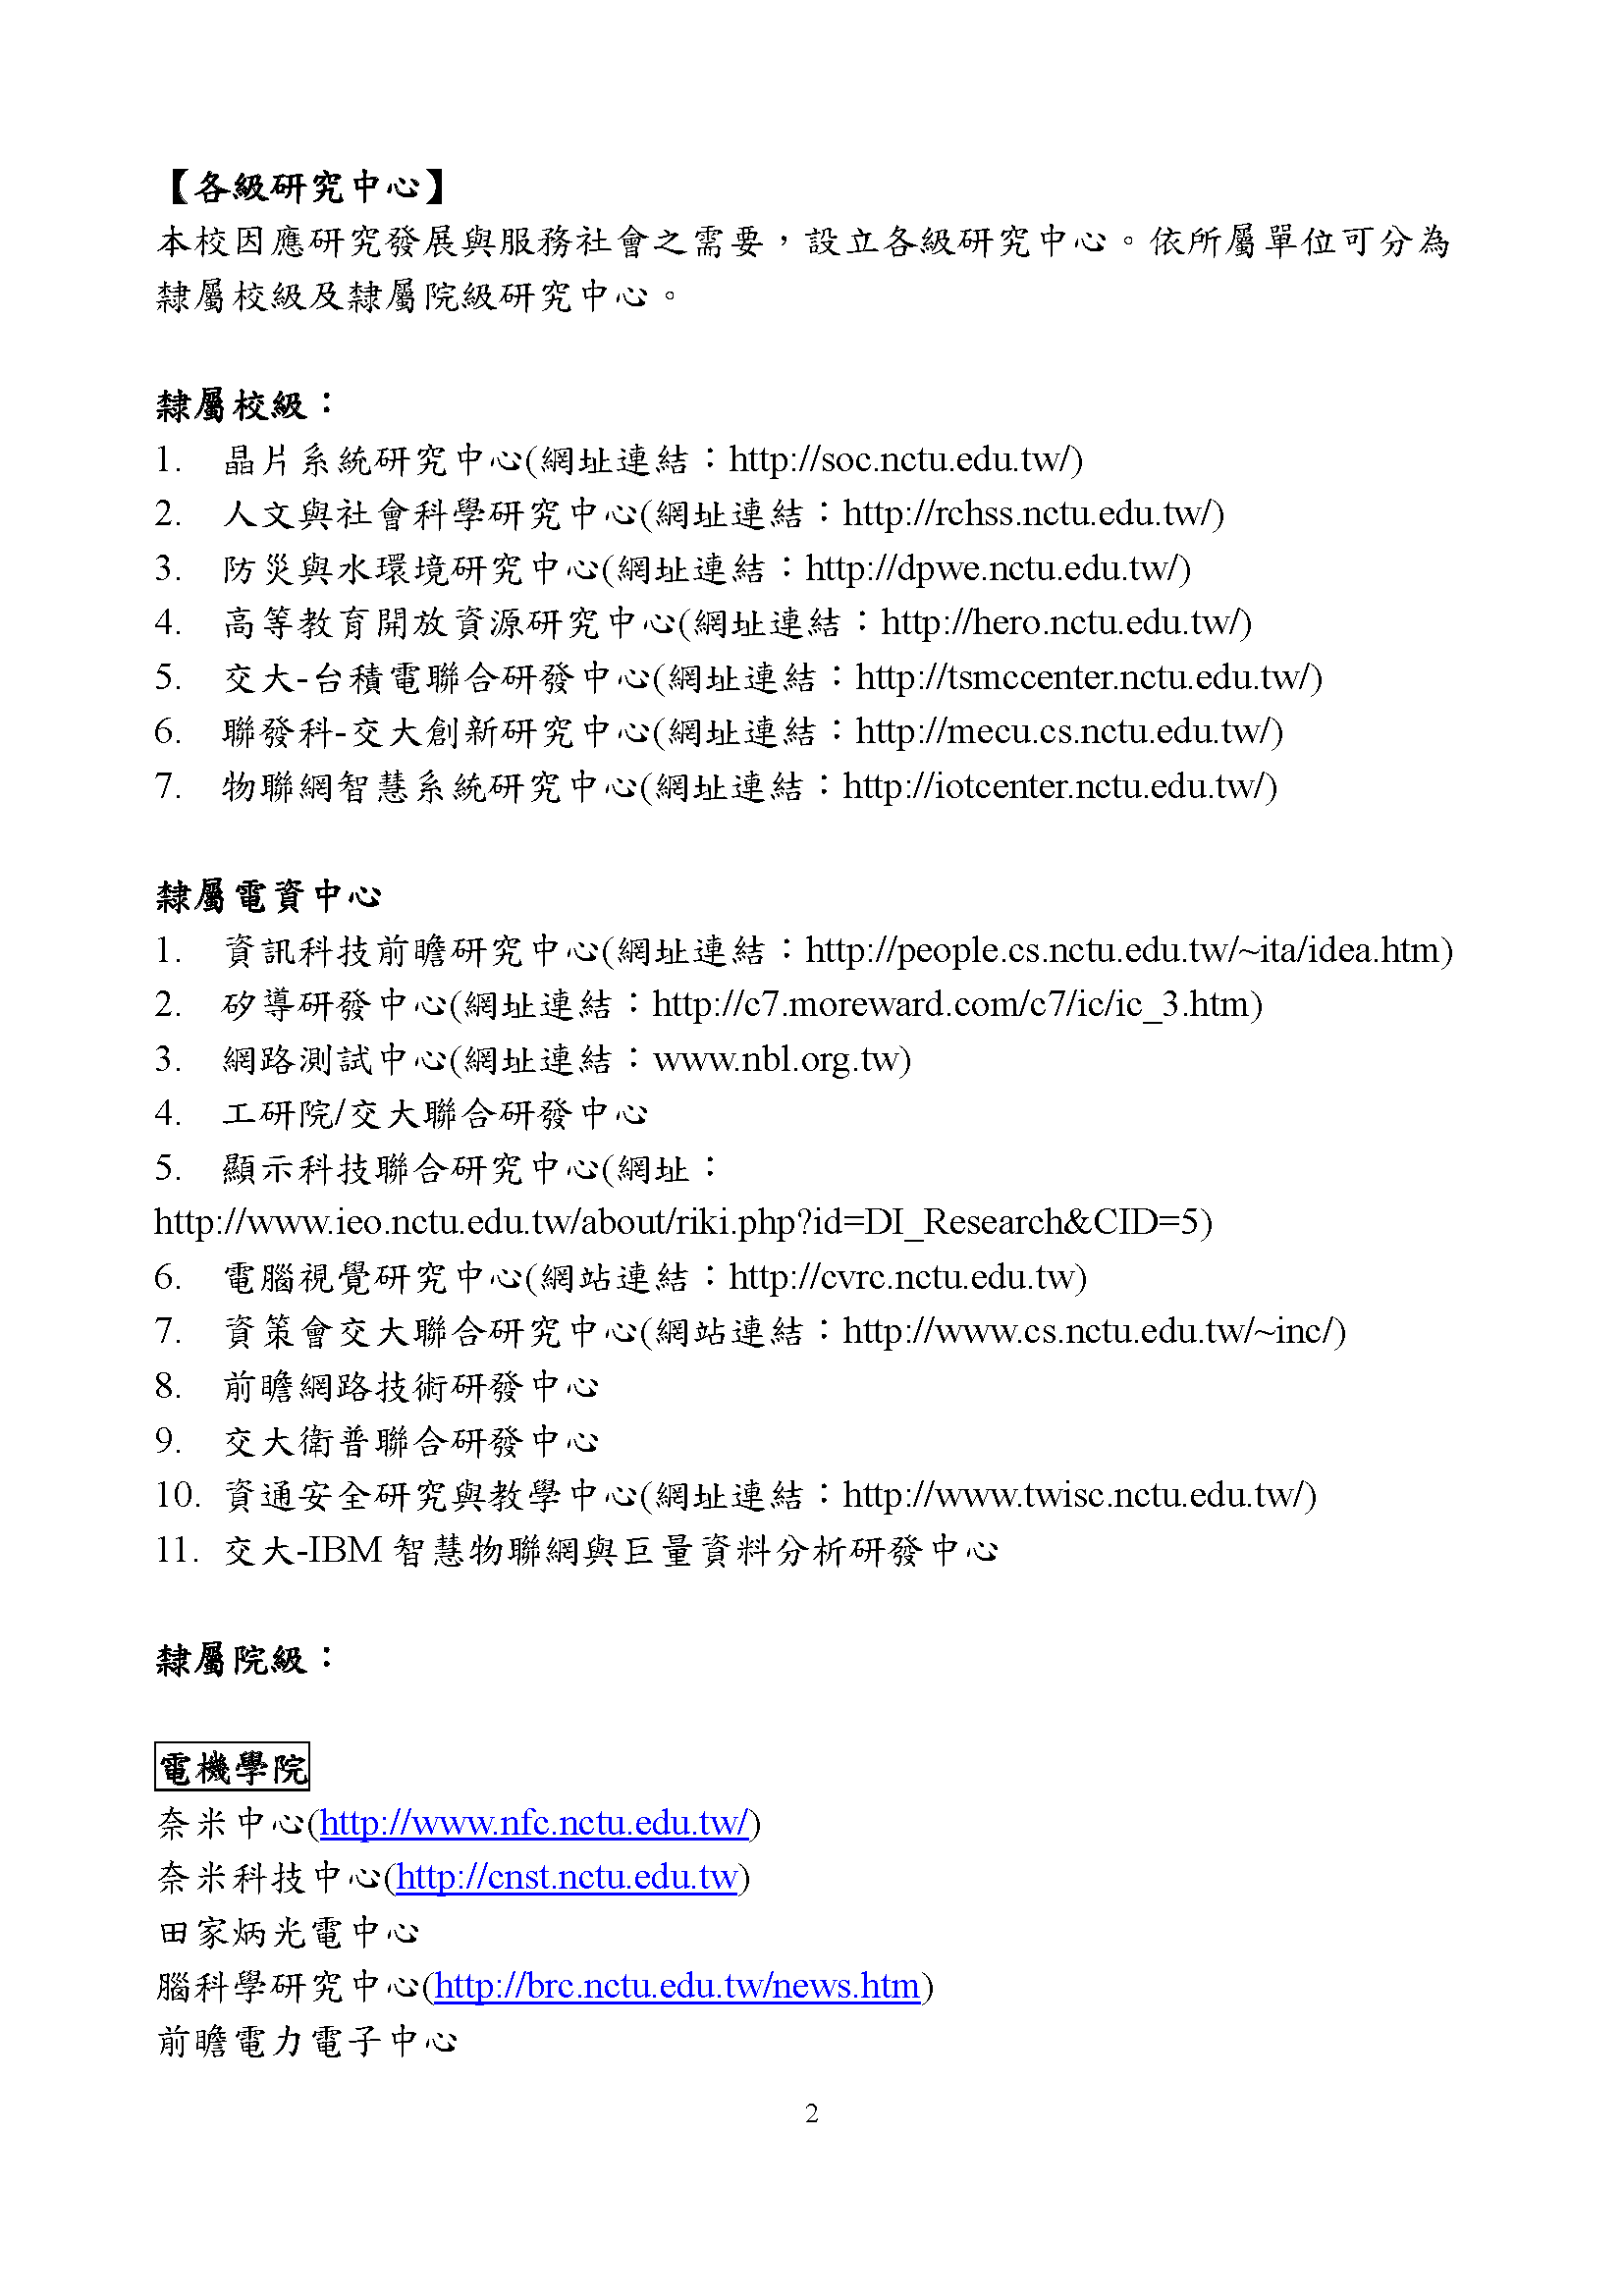 【各級研究中心】
本校因應研究發展與服務社會之需要，設立各級研究中心。依所屬單位可分為
隸屬校級及隸屬院級研究中心。
隸屬校級：
1. 晶片系統研究中心(網址連結：http://soc.nctu.edu.tw/)
2. 人文與社會科學研究中心(網址連結：http://rchss.nctu.edu.tw/)
3. 防災與水環境研究中心(網址連結：http://dpwe.nctu.edu.tw/)
4. 高等教育開放資源研究中心(網址連結：http://hero.nctu.edu.tw/)
5. 交大-台積電聯合研發中心(網址連結：http://tsmccenter.nctu.edu.tw/)
6. 聯發科-交大創新研究中心(網址連結：http://mecu.cs.nctu.edu.tw/)
7. 物聯網智慧系統研究中心(網址連結：http://iotcenter.nctu.edu.tw/)
隸屬電資中心
1. 資訊科技前瞻研究中心(網址連結：http://people.cs.nctu.edu.tw/~ita/idea.htm)
2. 矽導研發中心(網址連結：http://c7.moreward.com/c7/ic/ic_3.htm)
3. 網路測試中心(網址連結：www.nbl.org.tw)
4. 工研院/交大聯合研發中心
5. 顯示科技聯合研究中心(網址：
http://www.ieo.nctu.edu.tw/about/riki.php?id=DI_Research&CID=5)
6. 電腦視覺研究中心(網站連結：http://cvrc.nctu.edu.tw)
7. 資策會交大聯合研究中心(網站連結：http://www.cs.nctu.edu.tw/~inc/)
8. 前瞻網路技術研發中心
9. 交大衛普聯合研發中心
10. 資通安全研究與教學中心(網址連結：http://www.twisc.nctu.edu.tw/)
11. 交大-IBM 智慧物聯網與巨量資料分析研發中心
隸屬院級：
電機學院
奈米中心(http://www.nfc.nctu.edu.tw/)
奈米科技中心(http://cnst.nctu.edu.tw)
田家炳光電中心
腦科學研究中心(http://brc.nctu.edu.tw/news.htm)
前瞻電力電子中心
2